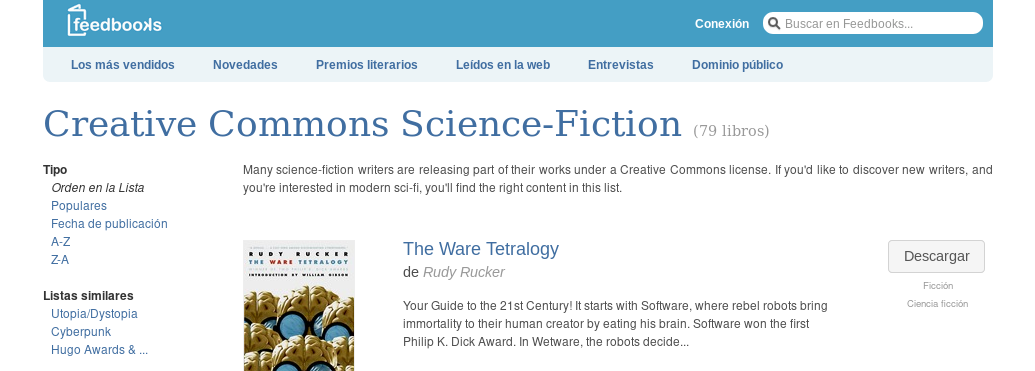 feedbooks
Conexión
Buscar en Feedbooks...
Los más vendidos Novedades Premios literarios Leídos en la web Entrevistas Dominio público
Creative Commons Science-Fiction (79 libros)
Tipo
Orden en la Lista
Populares
Fecha de publicación
A-Z
Z-A
Listas similares
Utopia/Dystopia
Cyberpunk
Hugo Awards & ...
Many science-fiction writers are releasing part of their works under a Creative Commons license. If you'd like to discover new writers, and
you're interested in modern sci-fi, you'll find the right content in this list.
RUDY RUCKER
THE WARE TETRALOGY
INTRODUCTION BY WILLIAM GIBSON
The Ware Tetralogy
de Rudy Rucker
Your Guide to the 21st Century! It starts with Software, where rebel robots bring
immortality to their human creator by eating his brain. Software won the first
Philip K. Dick Award. In Wetware, the robots decide...
Descargar
Ficción
Ciencia ficción